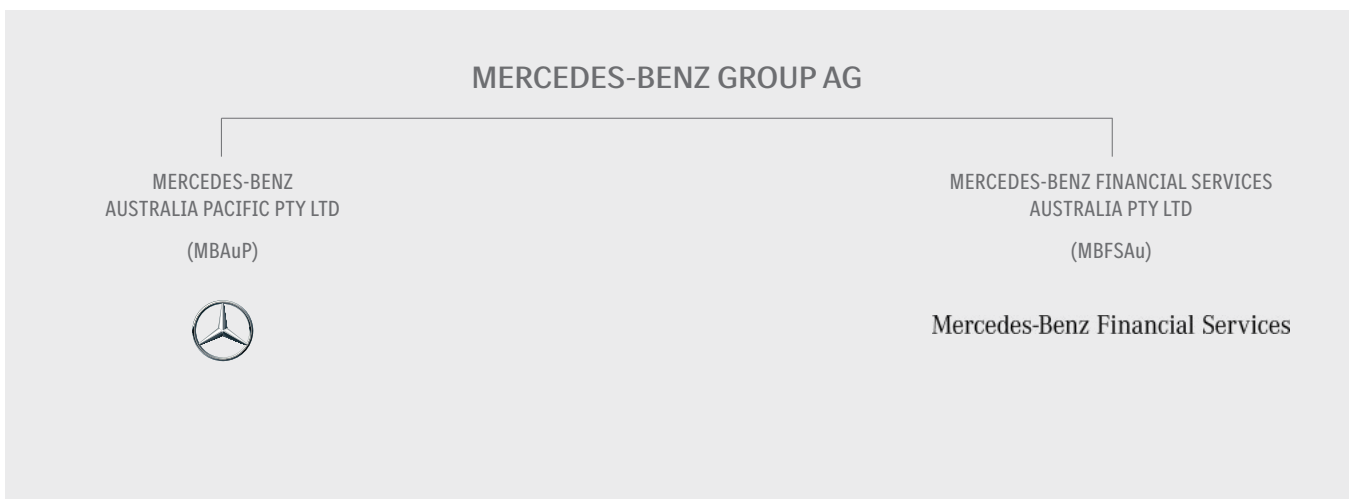 MERCEDES-BENZ GROUP AG
MERCEDES-BENZ
AUSTRALIA PACIFIC PTY LTD
(MBAuP)
MERCEDES-BENZ FINANCIAL SERVICES
AUSTRALIA PTY LTD
(MBFSAu)
Mercedes-Benz Financial Services